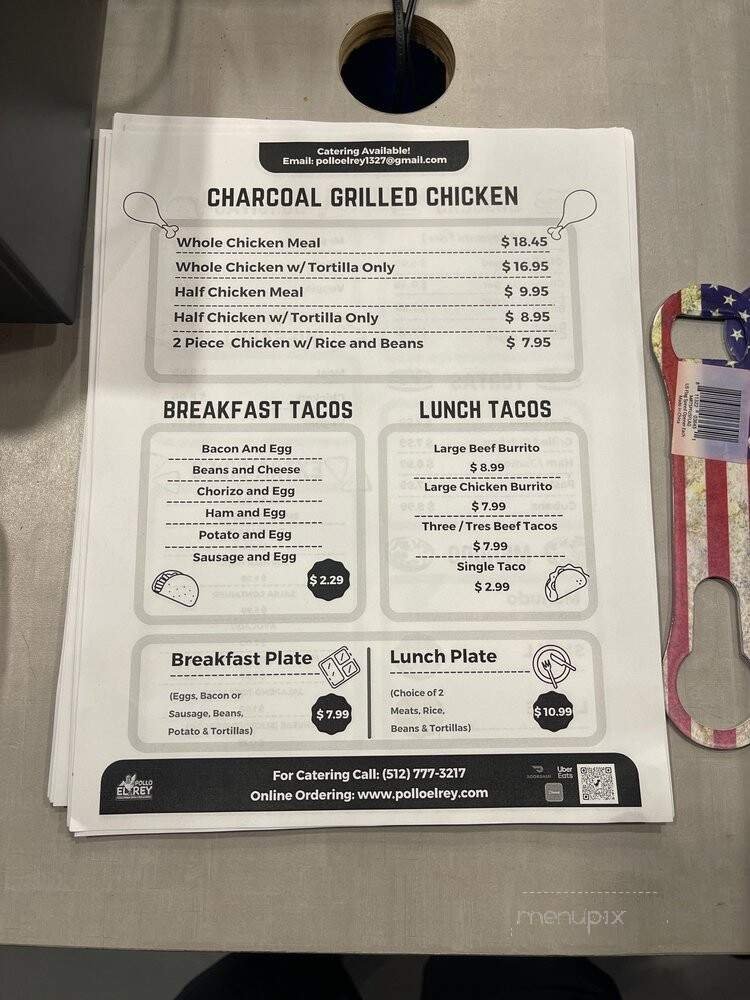 Catering Available!
Email: polloelrey1327@gmail.com
CHARCOAL GRILLED CHICKEN
Whole Chicken Meal $18.45
Whole Chicken w/Tortilla Only $16.95
Half Chicken Meal $ 9.95
Half Chicken w/Tortilla Only $ 8.95
2 Piece Chicken w/Rice and Beans $ 7.95
BREAKFAST TACOS
Bacon And Egg
Beans and Cheese
Chorizo and Egg
Ham and Egg
Potato and Egg
Sausage and Egg
$2.29
LUNCH TACOS
Large Beef Burrito
$8.99
Large Chicken Burrito
$7.99
Three / Tres Beef Tacos
$7.99
Single Taco
$2.99
Breakfast Plate
(Eggs, Bacon or
Sausage, Beans,
Potato & Tortillas)
$7.99
Lunch Plate
(Choice of 2
Meats, Rice,
Beans & Tortillas)
$10.99
POLLO
EL REY
For Catering Call: (512) 777-3217
Online Ordering: www.polloelrey.com
DOORDASH
Uber
Eats
menupix